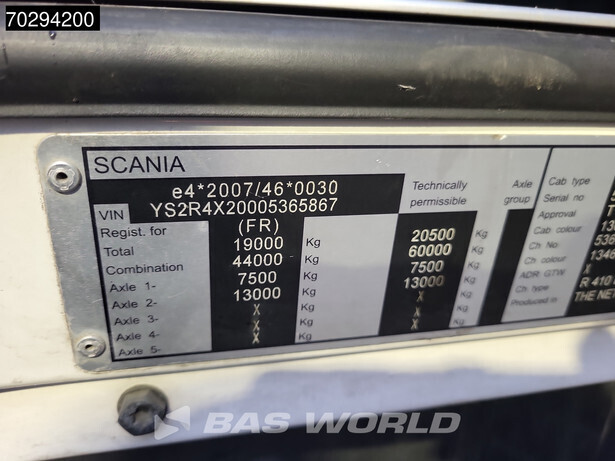 70294200
SCANIA
e4*2007/46*0030
VIN YS2R4X20005365867
Regist. for (FR) Technically permissible Axle group
Total 19000 Kg 20500 Kg
Combination 44000 Kg 60000 Kg
Axle 1- 7500 Kg 7500 Kg
Axle 2- 13000 Kg 13000 Kg
Axle 3- X Kg X Kg
Axle 4- X Kg X Kg
Axle 5- X X
Cab type
Serial no
Approval
Cab colour
Ch No.
Ch colour
ADR GTW X
Ch. type R 410
Produced in THE NET
BAS WORLD